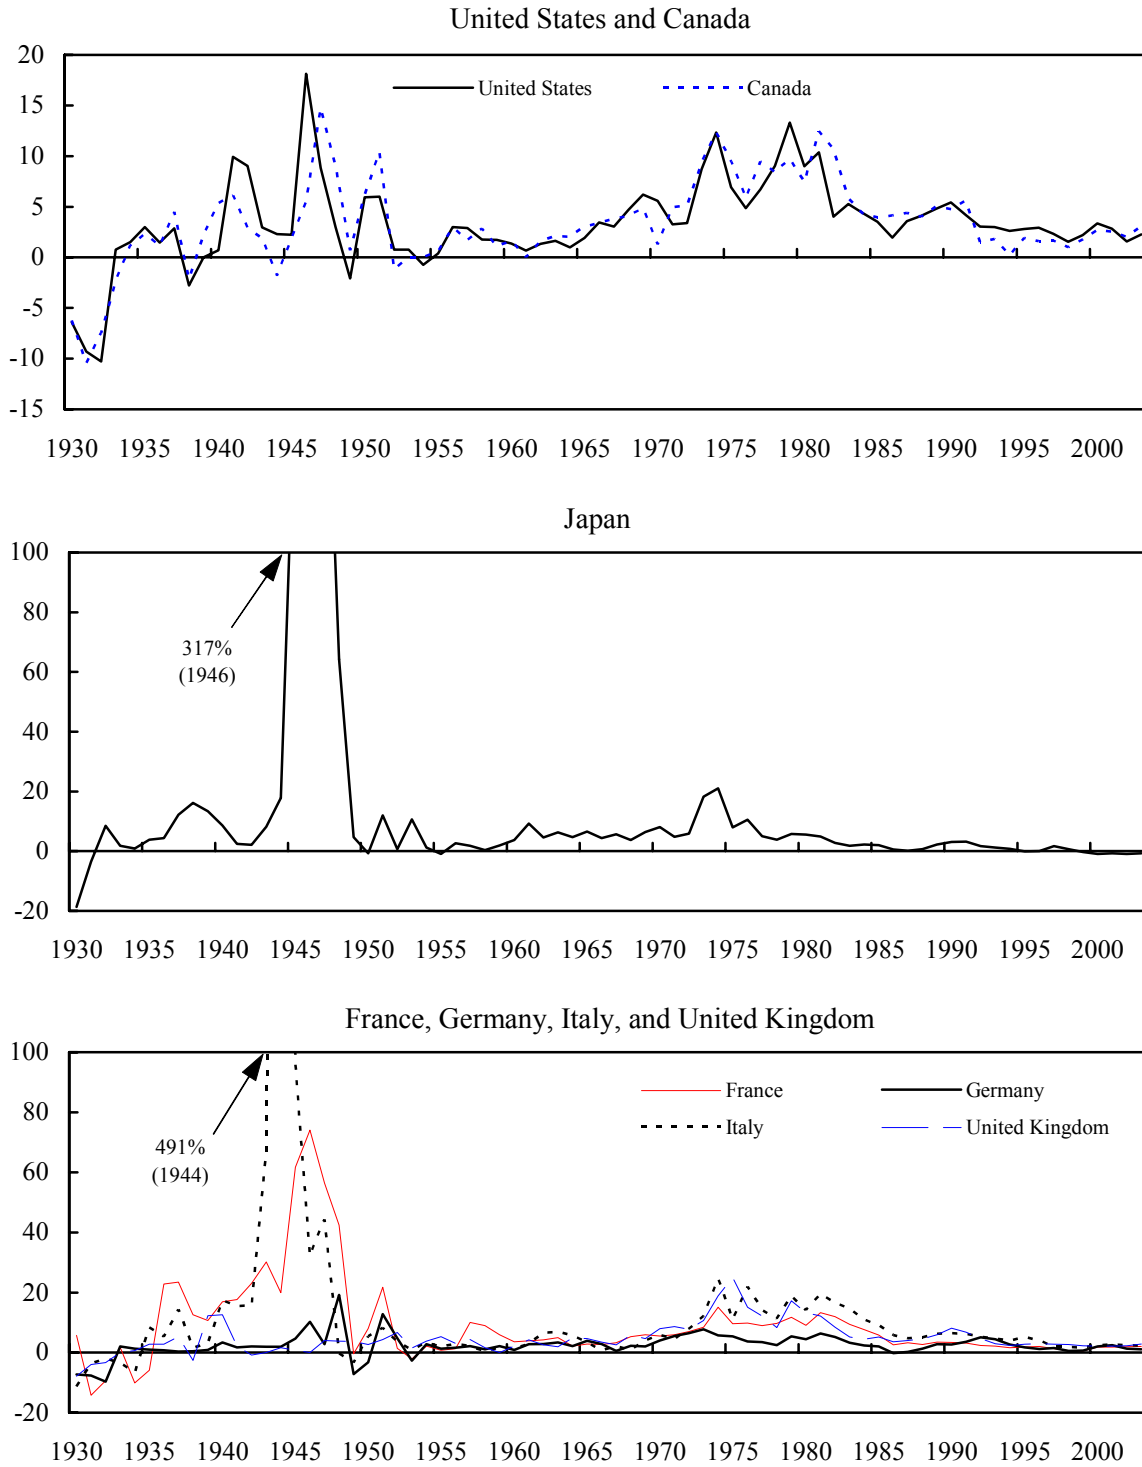 United States and Canada
20
15
10
5
0
-5
-10
-15
United States
Canada
1930 1935 1940 1945 1950 1955 1960 1965 1970 1975 1980 1985 1990 1995 2000
Japan
100
80
60
40
20
0
-20
317%
(1946)
1930 1935 1940 1945 1950 1955 1960 1965 1970 1975 1980 1985 1990 1995 2000
France, Germany, Italy, and United Kingdom
100
80
60
40
20
0
-20
France
Germany
Italy
United Kingdom
491%
(1944)
1930 1935 1940 1945 1950 1955 1960 1965 1970 1975 1980 1985 1990 1995 2000